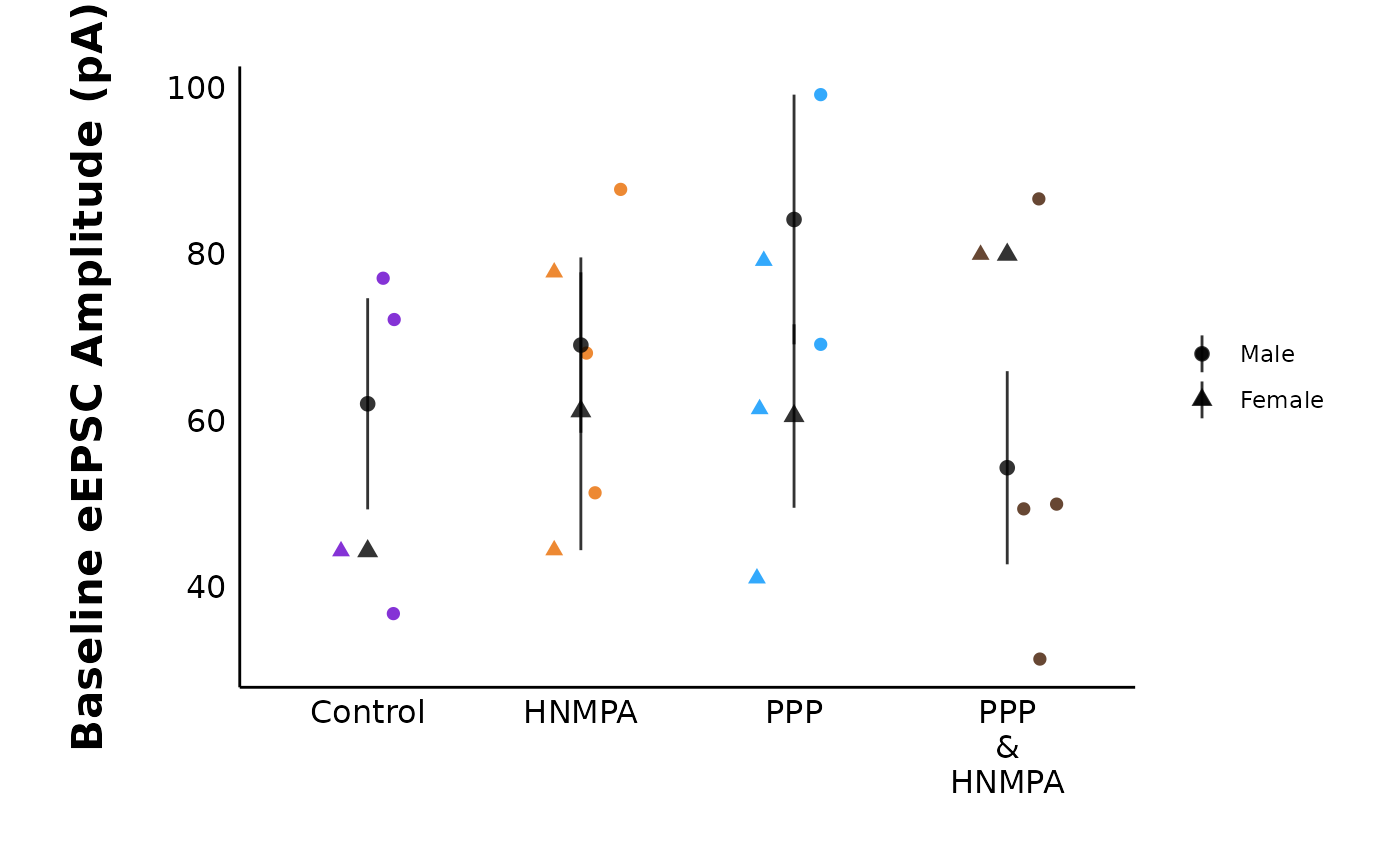 Baseline eEPSC Amplitude (pA)
100
80
60
40
Control
HNMPA
PPP
PPP
&
HNMPA
Male
Female